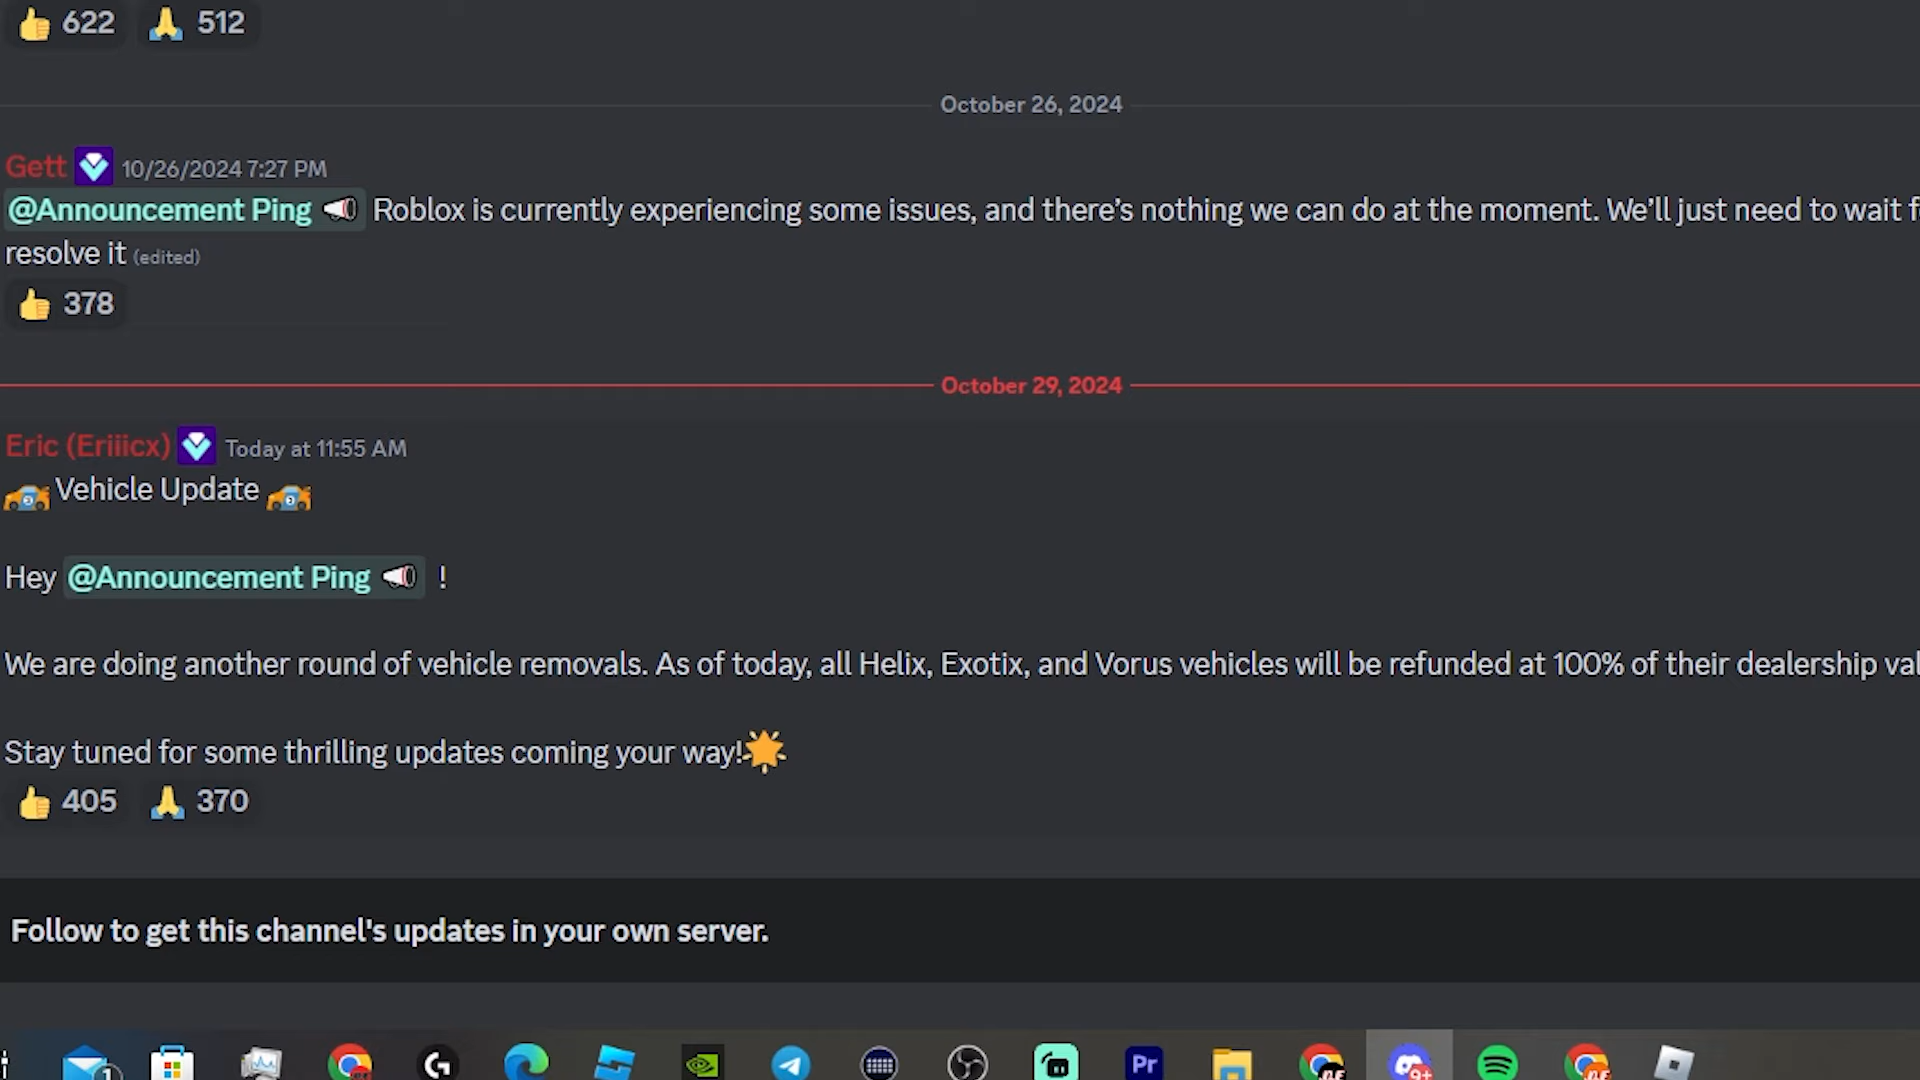 622 512
October 26, 2024
Gett 10/26/2024 7:27 PM
@Announcement Ping Roblox is currently experiencing some issues, and there's nothing we can do at the moment. We'll just need to wait
resolve it (edited)
378
October 29, 2024
Eric (Eriiicx) Today at 11:55 AM
Vehicle Update
Hey @Announcement Ping !
We are doing another round of vehicle removals. As of today, all Helix, Exotix, and Vorus vehicles will be refunded at 100% of their dealership
Stay tuned for some thrilling updates coming your way!
405 370
Follow to get this channel's updates in your own server.
1 Pr 9+